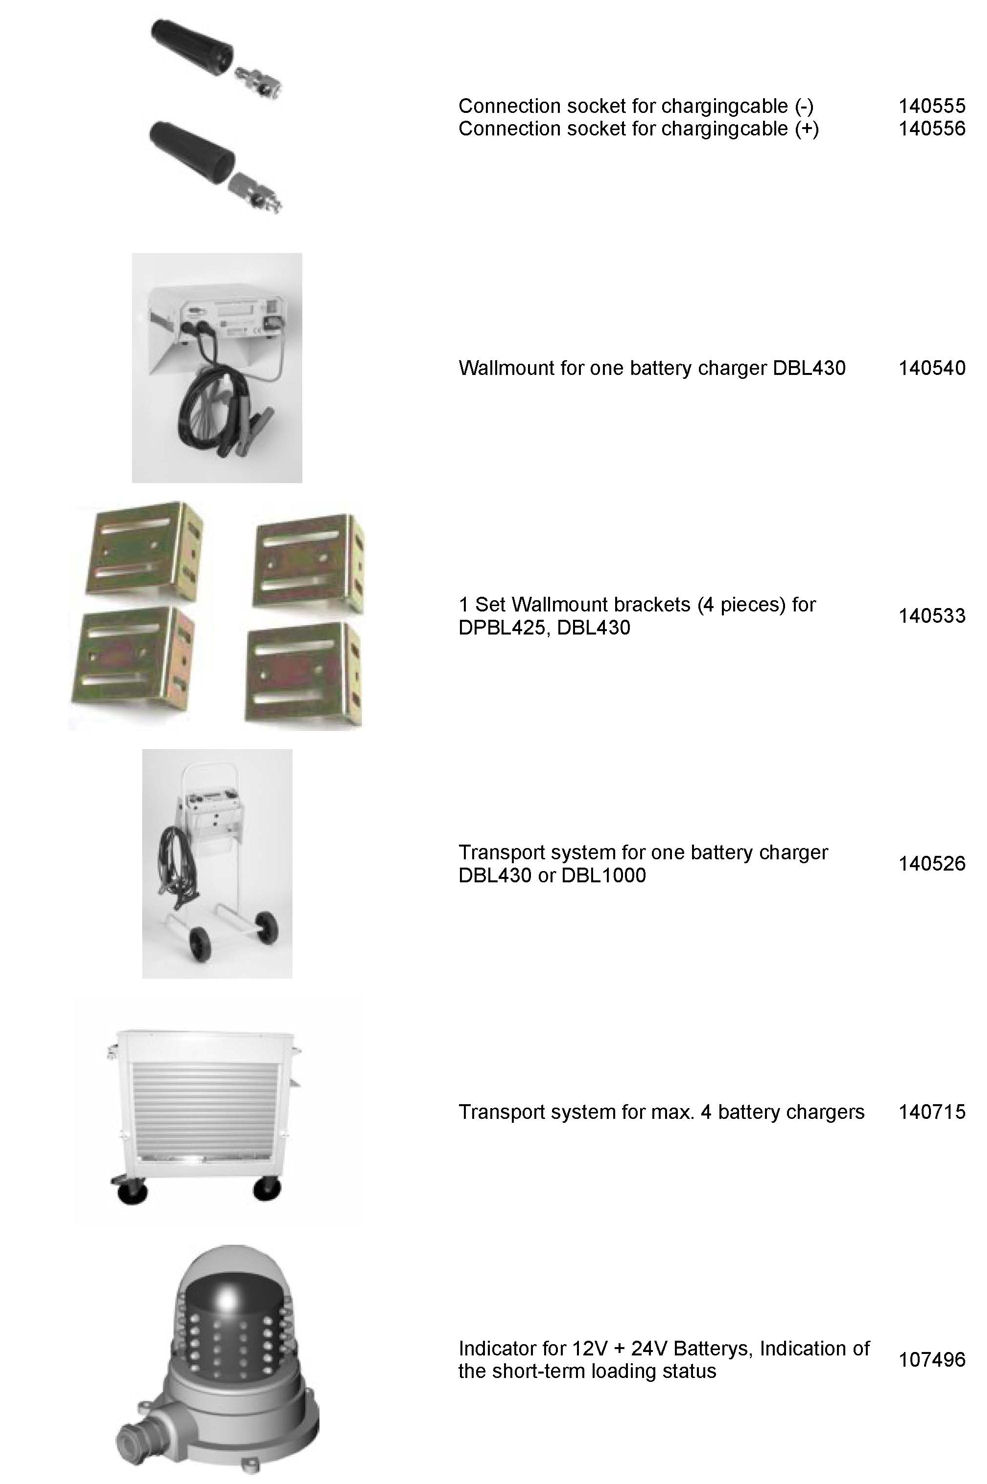 Connection socket for chargingcable (-) 140555
Connection socket for chargingcable (+) 140556
Wallmount for one battery charger DBL430 140540
1 Set Wallmount brackets (4 pieces) for
DPBL425, DBL430 140533
Transport system for one battery charger
DBL430 or DBL1000 140526
Transport system for max. 4 battery chargers 140715
Indicator for 12V + 24V Batterys, Indication of
the short-term loading status 107496